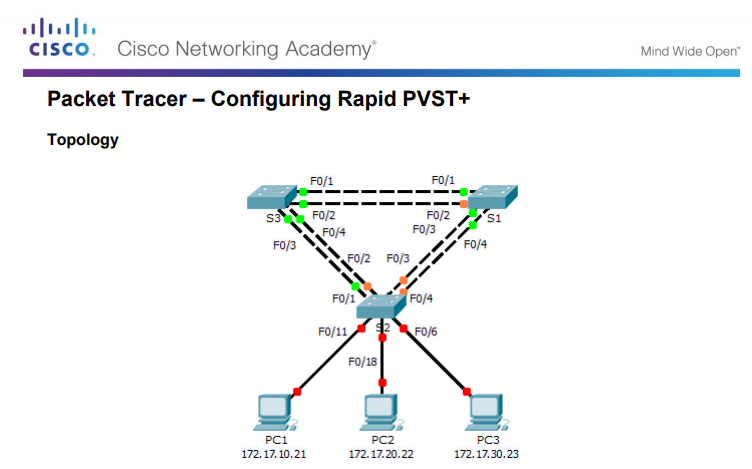 CISCO Cisco Networking Academy® Mind Wide Open™
Packet Tracer – Configuring Rapid PVST+
Topology
F0/1 F0/1
S3 F0/2 F0/2 S1
F0/4 F0/3
F0/3 F0/4
F0/2 F0/3
F0/1 F0/4
F0/11 S2 F0/6
F0/18
PC1 PC2 PC3
172.17.10.21 172.17.20.22 172.17.30.23